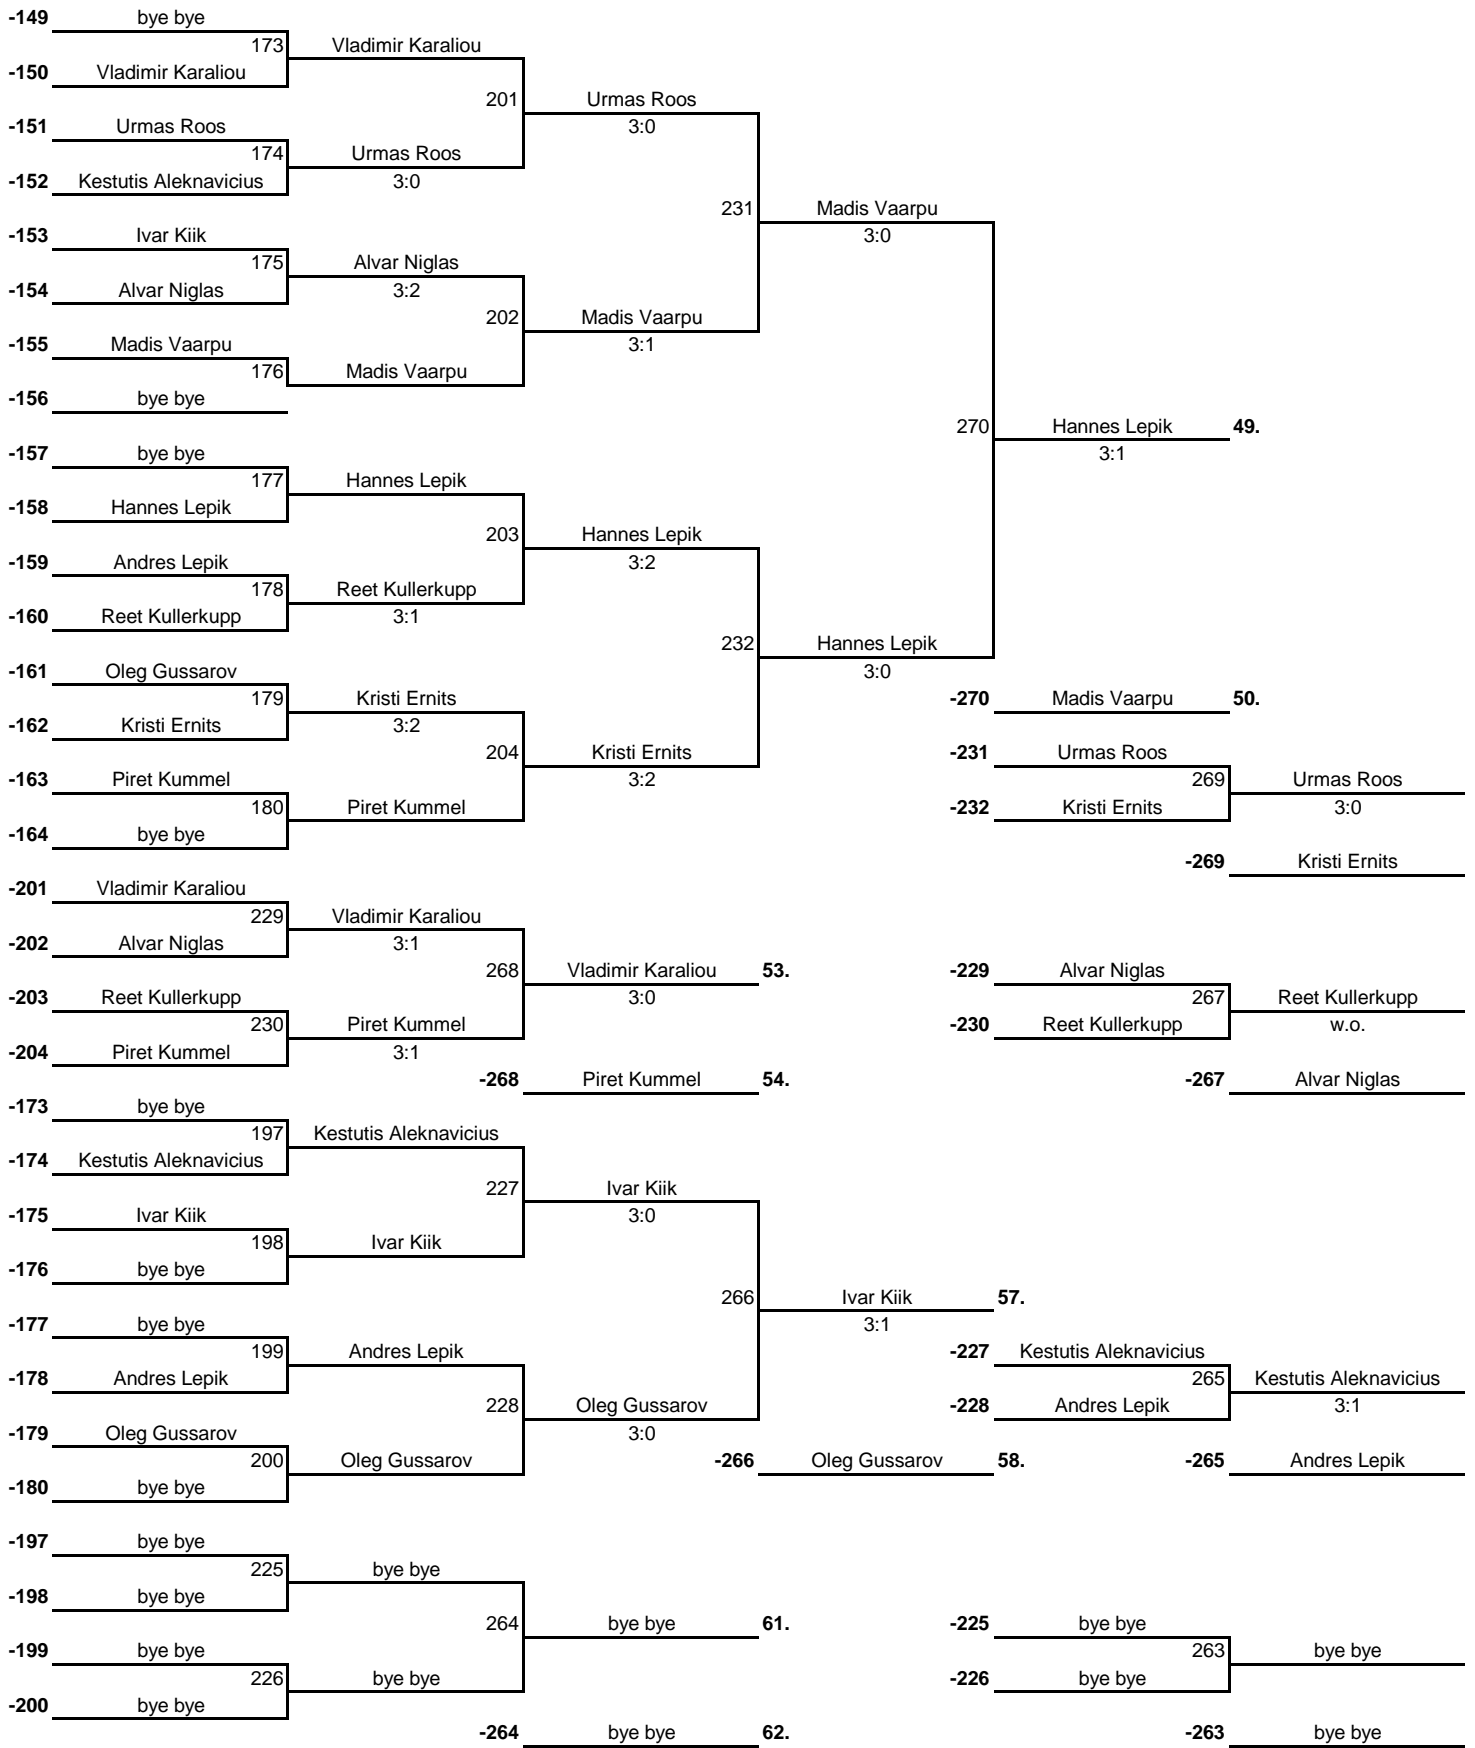 -149 bye bye
173 Vladimir Karaliou
-150 Vladimir Karaliou
201 Urmas Roos
-151 Urmas Roos 3:0
174 Urmas Roos
-152 Kestutis Aleknavicius 3:0
231 Madis Vaarpu
-153 Ivar Kiik 3:0
175 Alvar Niglas
-154 Alvar Niglas 3:2
202 Madis Vaarpu
-155 Madis Vaarpu 3:1
176 Madis Vaarpu
-156 bye bye
270 Hannes Lepik 49.
-157 bye bye 3:1
177 Hannes Lepik
-158 Hannes Lepik
203 Hannes Lepik
-159 Andres Lepik 3:2
178 Reet Kullerkupp
-160 Reet Kullerkupp 3:1
232 Hannes Lepik
-161 Oleg Gussarov 3:0
179 Kristi Ernits -270 Madis Vaarpu 50.
-162 Kristi Ernits 3:2
204 Kristi Ernits -231 Urmas Roos
-163 Piret Kummel 3:2 269 Urmas Roos
180 Piret Kummel -232 Kristi Ernits 3:0
-164 bye bye
-269 Kristi Ernits
-201 Vladimir Karaliou
229 Vladimir Karaliou
-202 Alvar Niglas 3:1
268 Vladimir Karaliou 53. -229 Alvar Niglas
-203 Reet Kullerkupp 3:0 267 Reet Kullerkupp
230 Piret Kummel -230 Reet Kullerkupp w.o.
-204 Piret Kummel 3:1
-268 Piret Kummel 54. -267 Alvar Niglas
-173 bye bye
197 Kestutis Aleknavicius
-174 Kestutis Aleknavicius
227 Ivar Kiik
-175 Ivar Kiik 3:0
198 Ivar Kiik
-176 bye bye
266 Ivar Kiik 57.
-177 bye bye 3:1
199 Andres Lepik -227 Kestutis Aleknavicius
-178 Andres Lepik 265 Kestutis Aleknavicius
228 Oleg Gussarov -228 Andres Lepik 3:1
-179 Oleg Gussarov 3:0
200 Oleg Gussarov -266 Oleg Gussarov 58. -265 Andres Lepik
-180 bye bye
-197 bye bye
225 bye bye
-198 bye bye
264 bye bye 61. -225 bye bye
-199 bye bye 263 bye bye
226 bye bye -226 bye bye
-200 bye bye
-264 bye bye 62. -263 bye bye